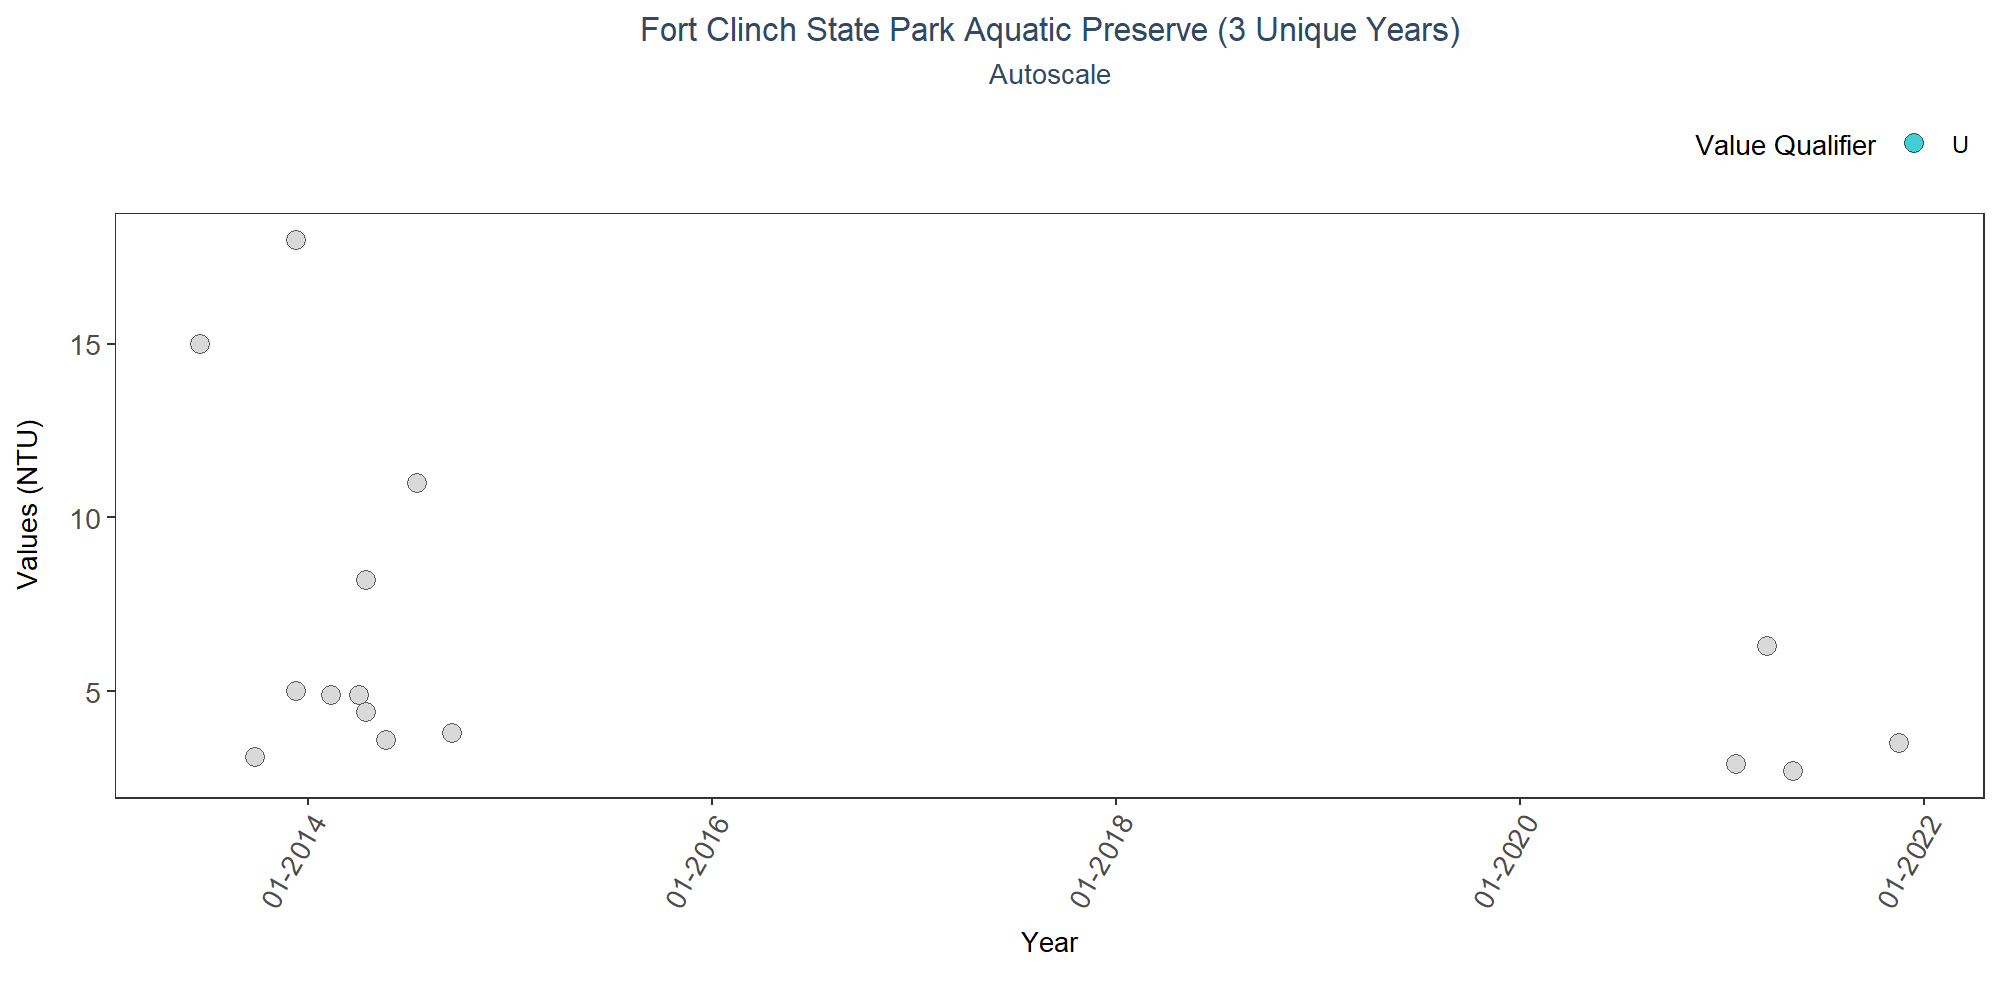 Fort Clinch State Park Aquatic Preserve (3 Unique Years)
Autoscale
Value Qualifier U
Values (NTU)
15
10
5
01-2014 01-2016 01-2018 01-2020 01-2022
Year